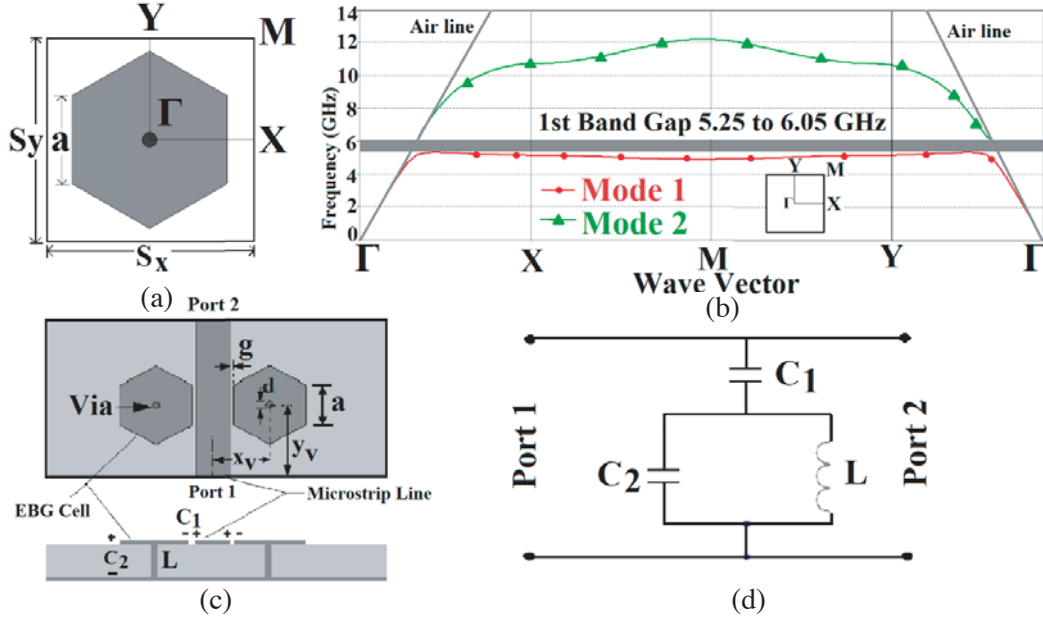 (a)
Y
M
Γ
Sy
a
X
Sx
14
12
10
8
6
4
2
0
Frequency (GHz)
Air line
Air line
1st Band Gap 5.25 to 6.05 GHz
Mode 1
Mode 2
Y
M
Γ
X
Γ
X
M
Y
Γ
Wave Vector
(b)
Port 2
g
d
Via
a
xv
yv
Port 1
Microstrip Line
EBG Cell
C1
+
- +
+ -
C2
-
L
(c)
Port 1
C1
C2
L
Port 2
(d)